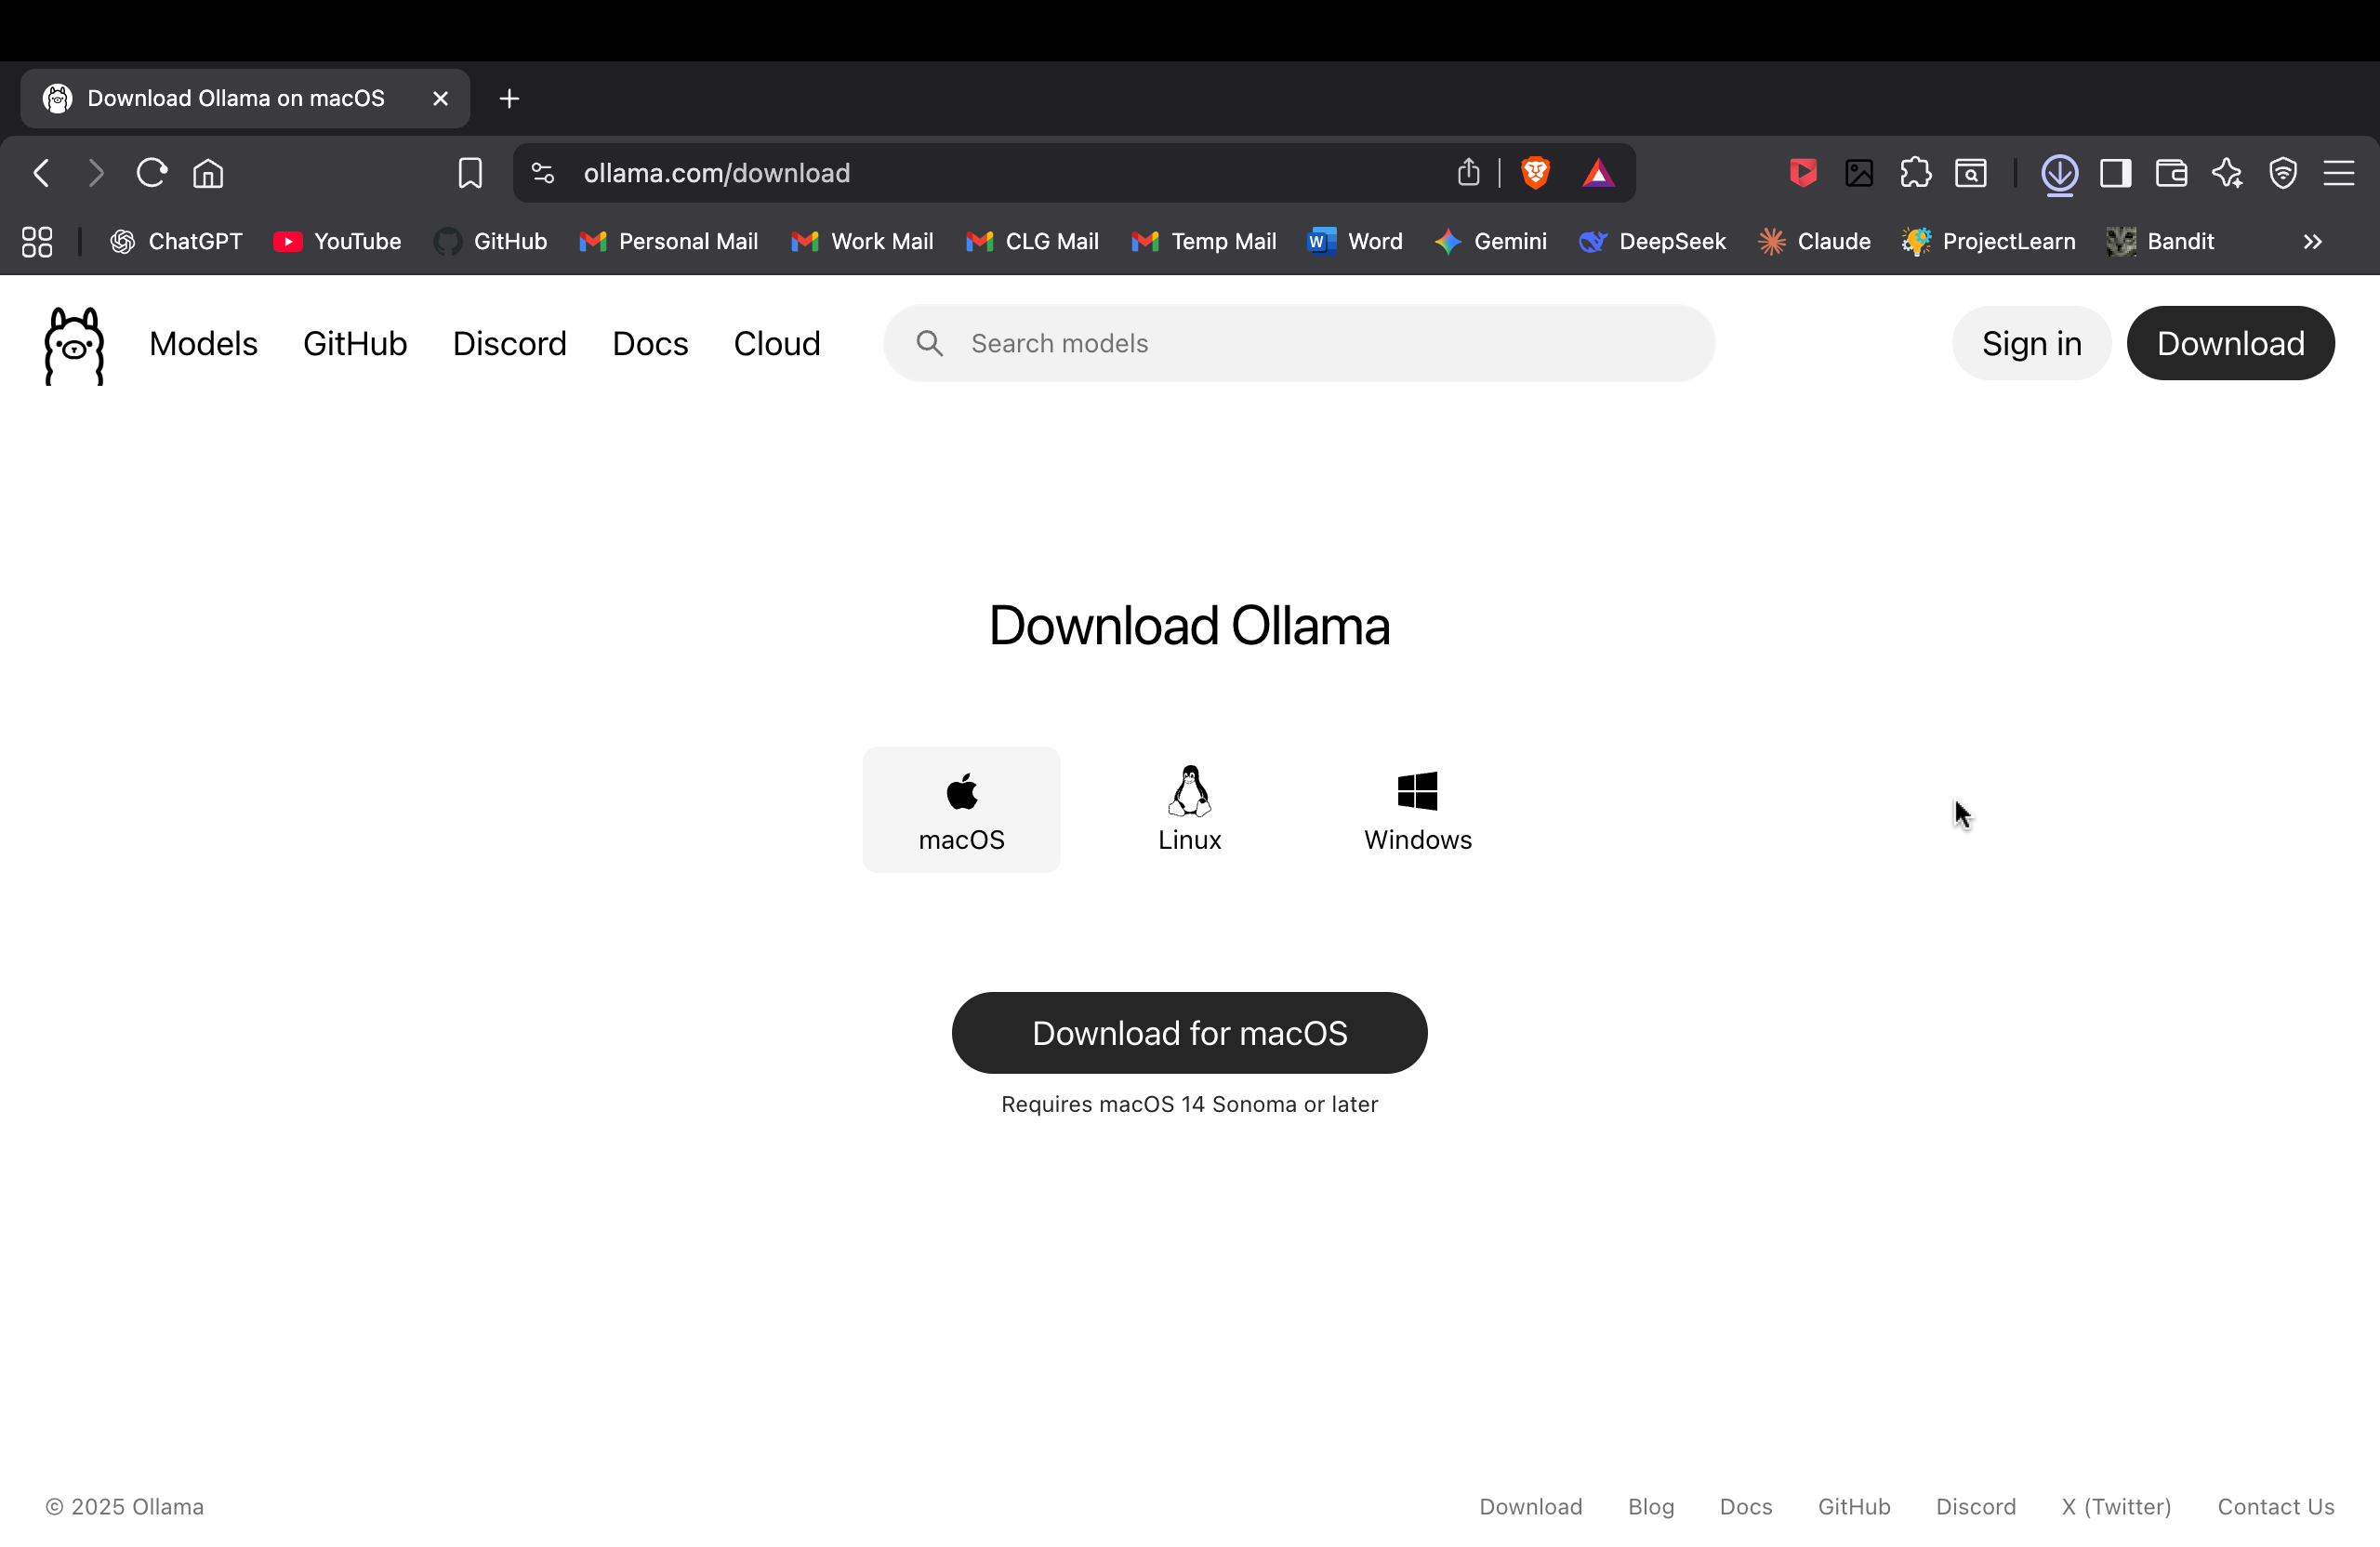 Download Ollama on macOS
ollama.com/download
ChatGPT YouTube GitHub Personal Mail Work Mail CLG Mail Temp Mail Word Gemini DeepSeek Claude ProjectLearn Bandit
Models GitHub Discord Docs Cloud Search models Sign in Download
Download Ollama
macOS Linux Windows
Download for macOS
Requires macOS 14 Sonoma or later
© 2025 Ollama Download Blog Docs GitHub Discord X (Twitter) Contact Us